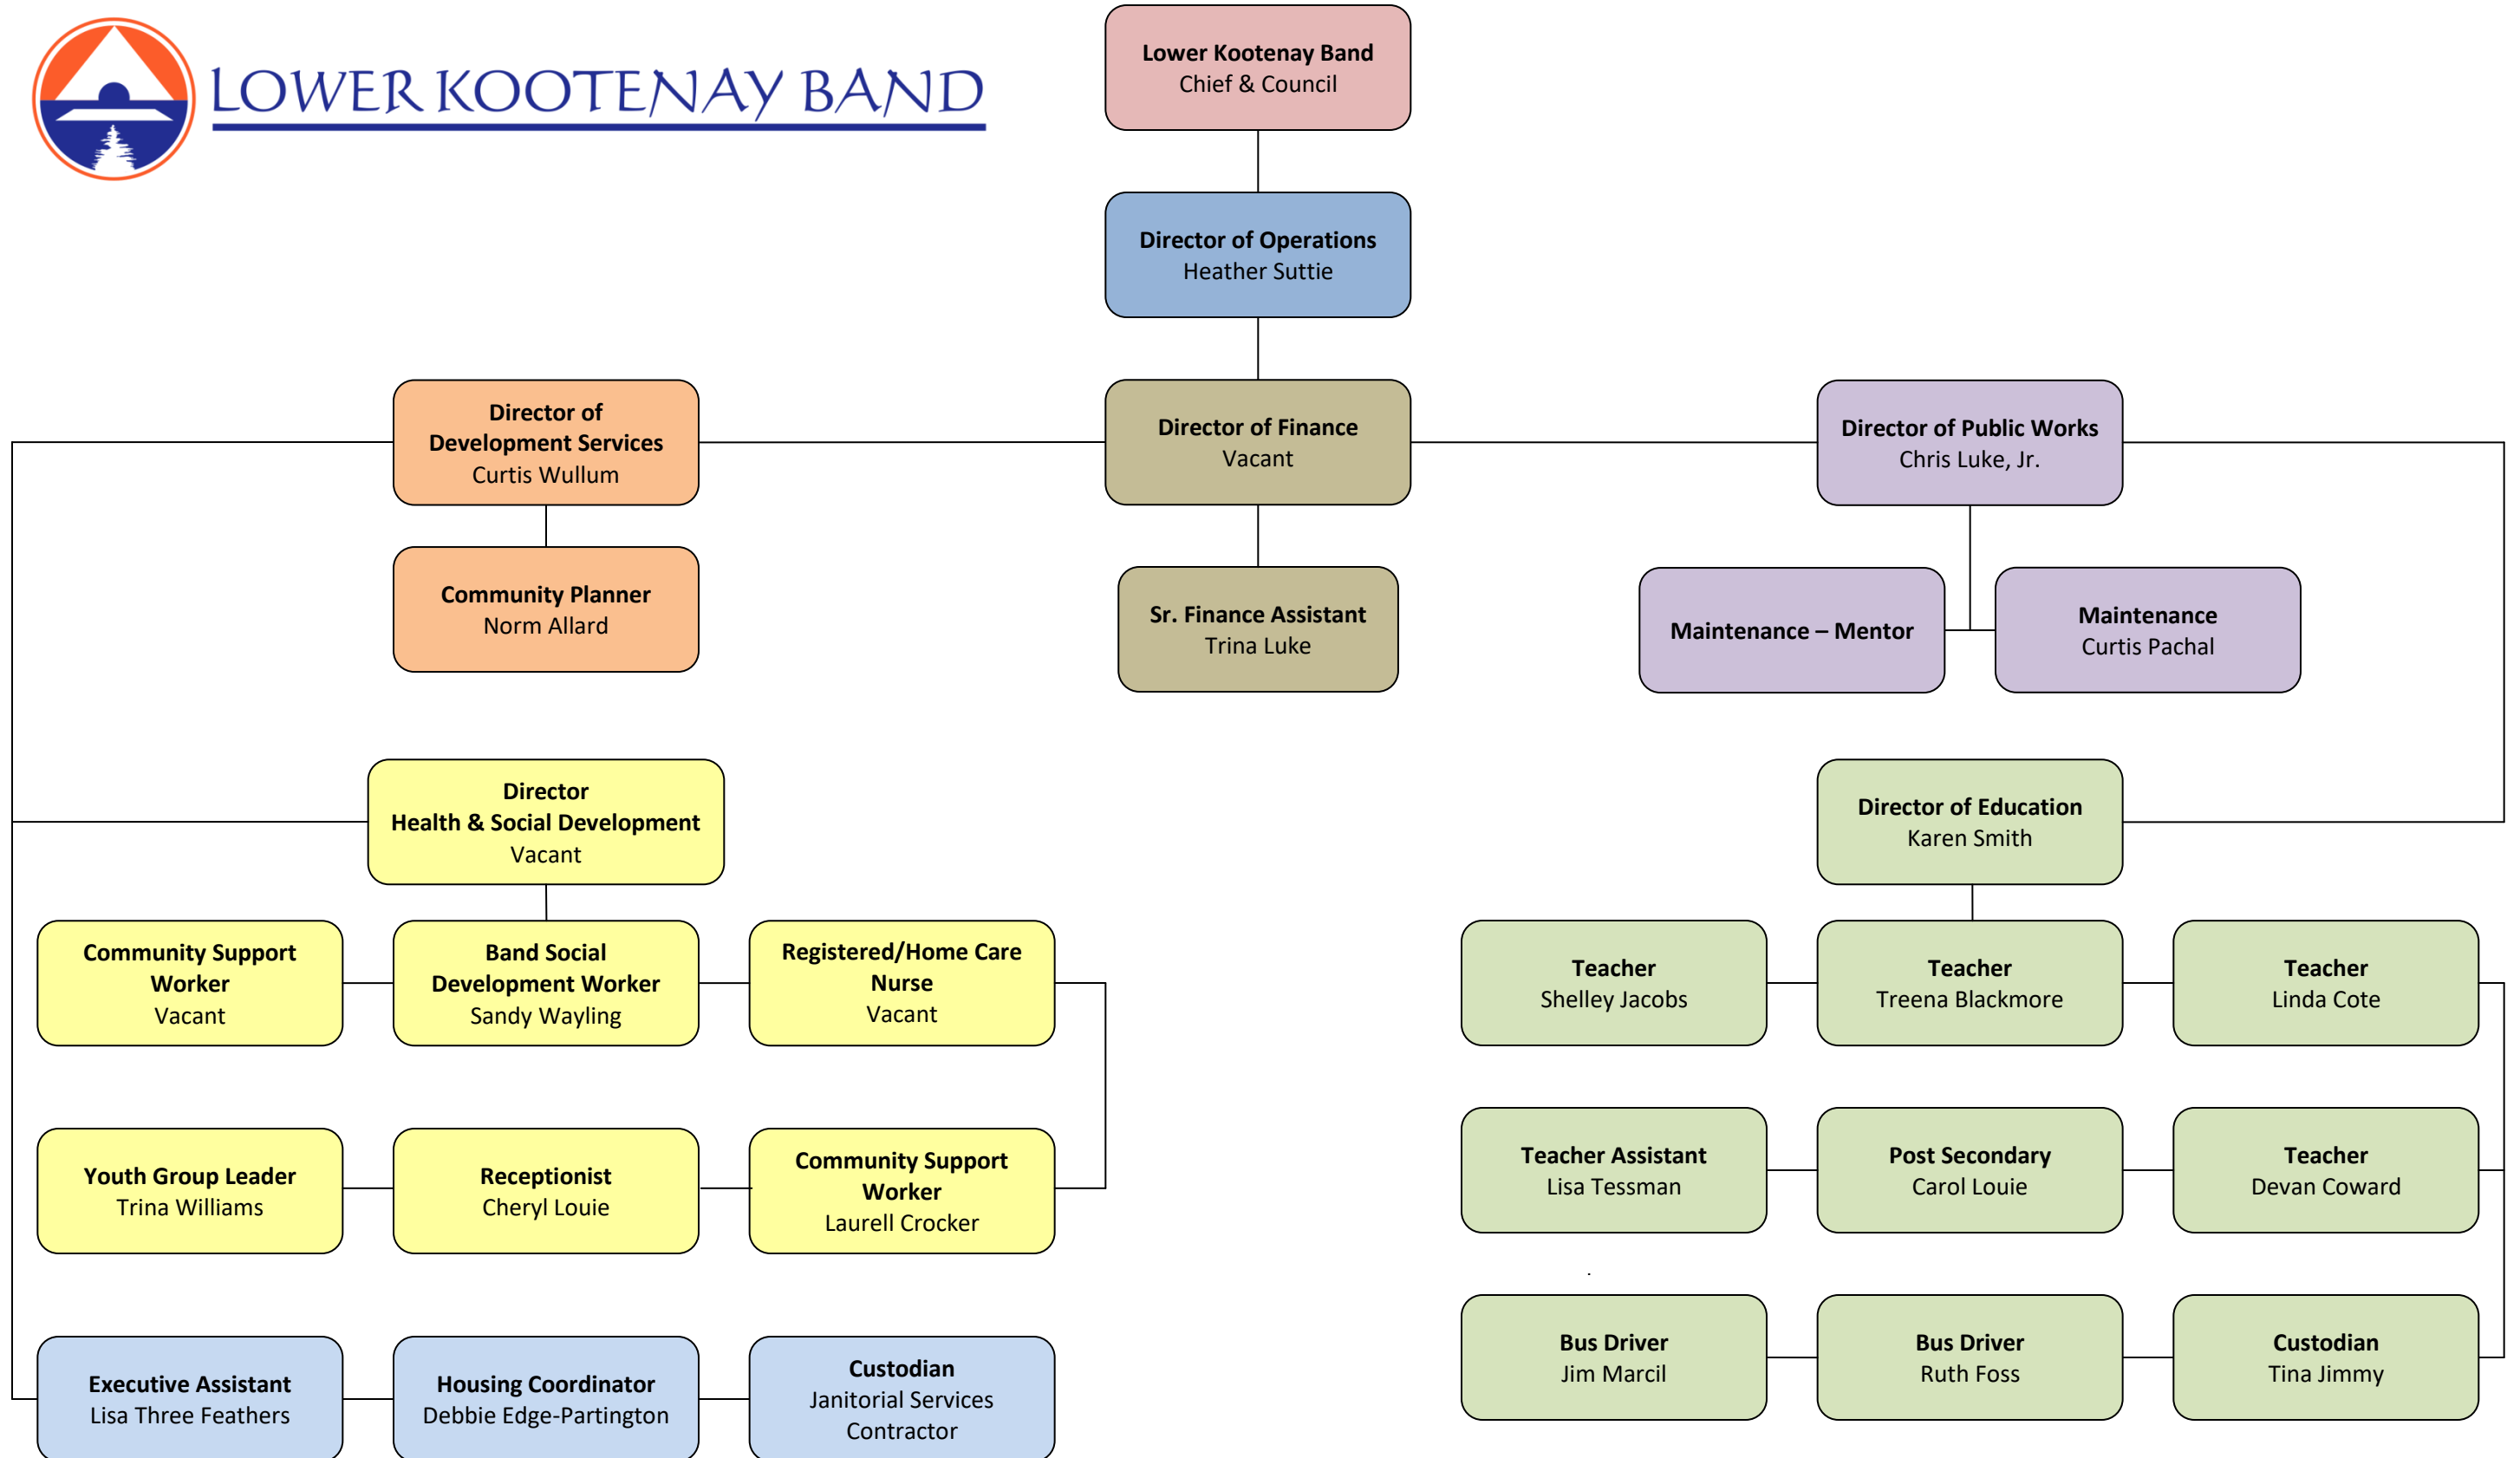 LOWER KOOTENAY BAND
Lower Kootenay Band
Chief & Council
Director of Operations
Heather Suttie
Director of
Development Services
Curtis Wullum
Director of Finance
Vacant
Director of Public Works
Chris Luke, Jr.
Community Planner
Norm Allard
Sr. Finance Assistant
Trina Luke
Maintenance – Mentor
Maintenance
Curtis Pachal
Director
Health & Social Development
Vacant
Director of Education
Karen Smith
Community Support
Worker
Vacant
Band Social
Development Worker
Sandy Wayling
Registered/Home Care
Nurse
Vacant
Teacher
Shelley Jacobs
Teacher
Treena Blackmore
Teacher
Linda Cote
Youth Group Leader
Trina Williams
Receptionist
Cheryl Louie
Community Support
Worker
Laurell Crocker
Teacher Assistant
Lisa Tessman
Post Secondary
Carol Louie
Teacher
Devan Coward
Executive Assistant
Lisa Three Feathers
Housing Coordinator
Debbie Edge-Partington
Custodian
Janitorial Services
Contractor
Bus Driver
Jim Marcil
Bus Driver
Ruth Foss
Custodian
Tina Jimmy